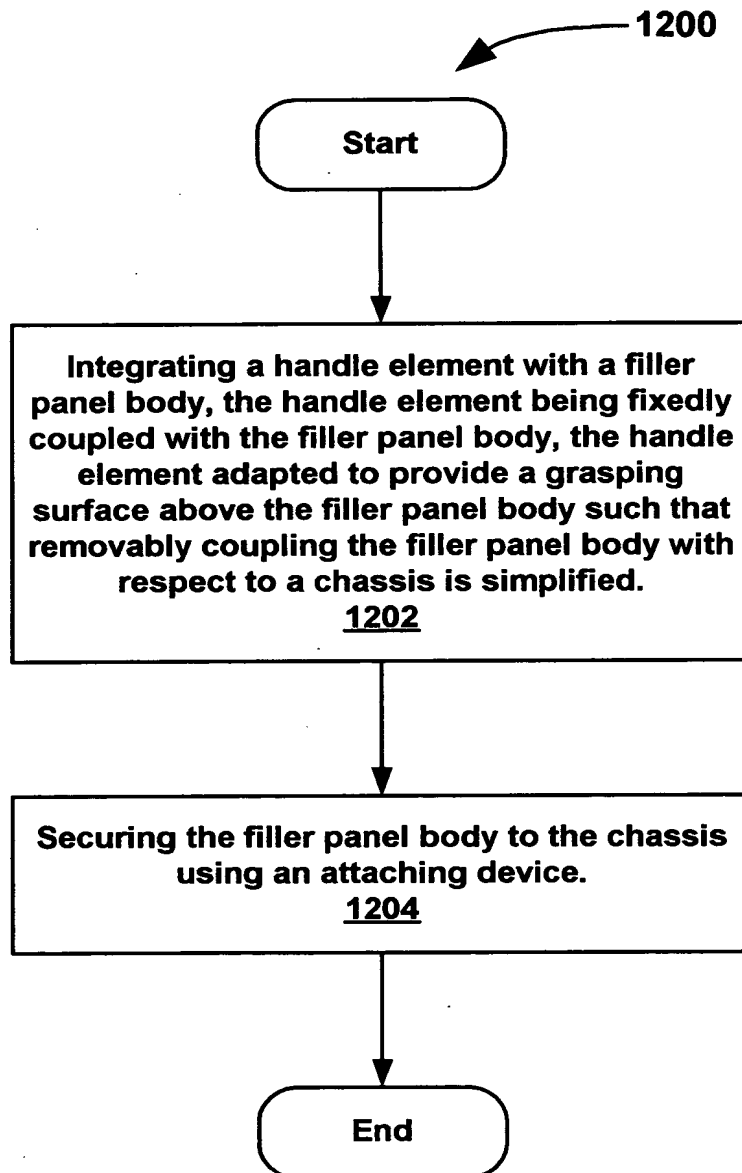 1200
Start
Integrating a handle element with a filler
panel body, the handle element being fixedly
coupled with the filler panel body, the handle
element adapted to provide a grasping
surface above the filler panel body such that
removably coupling the filler panel body with
respect to a chassis is simplified.
1202
Securing the filler panel body to the chassis
using an attaching device.
1204
End